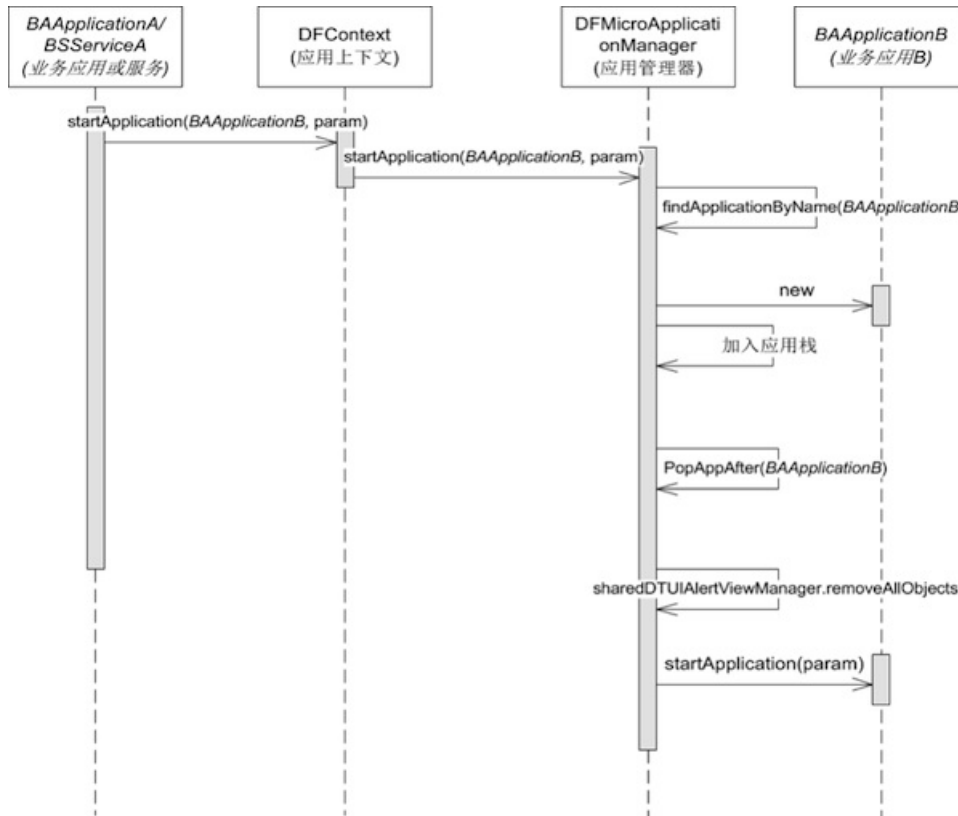 BAApplicationA/
BSServiceA
(业务应用或服务)
DFContext
(应用上下文)
DFMicroApplicati
onManager
(应用管理器)
BAApplicationB
(业务应用B)
startApplication(BAApplicationB, param)
startApplication(BAApplicationB, param)
findApplicationByName(BAApplicationB
new
加入应用栈
PopAppAfter(BAApplicationB)
sharedDTUIAlertViewManager.removeAllObjects
startApplication(param)